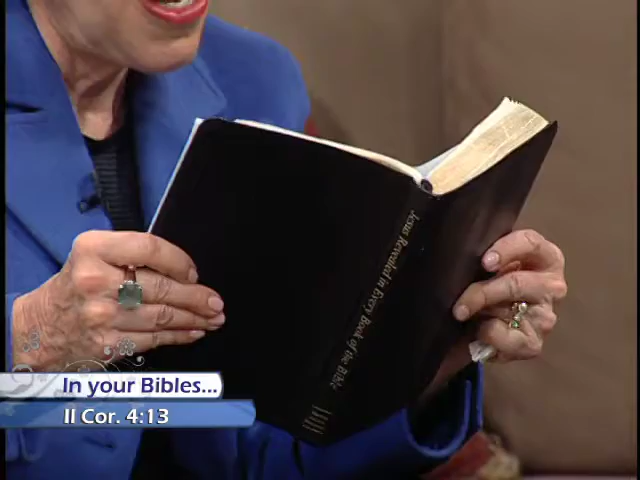 Jesus Revealed in Every Book of the Bible
In your Bibles...
II Cor. 4:13